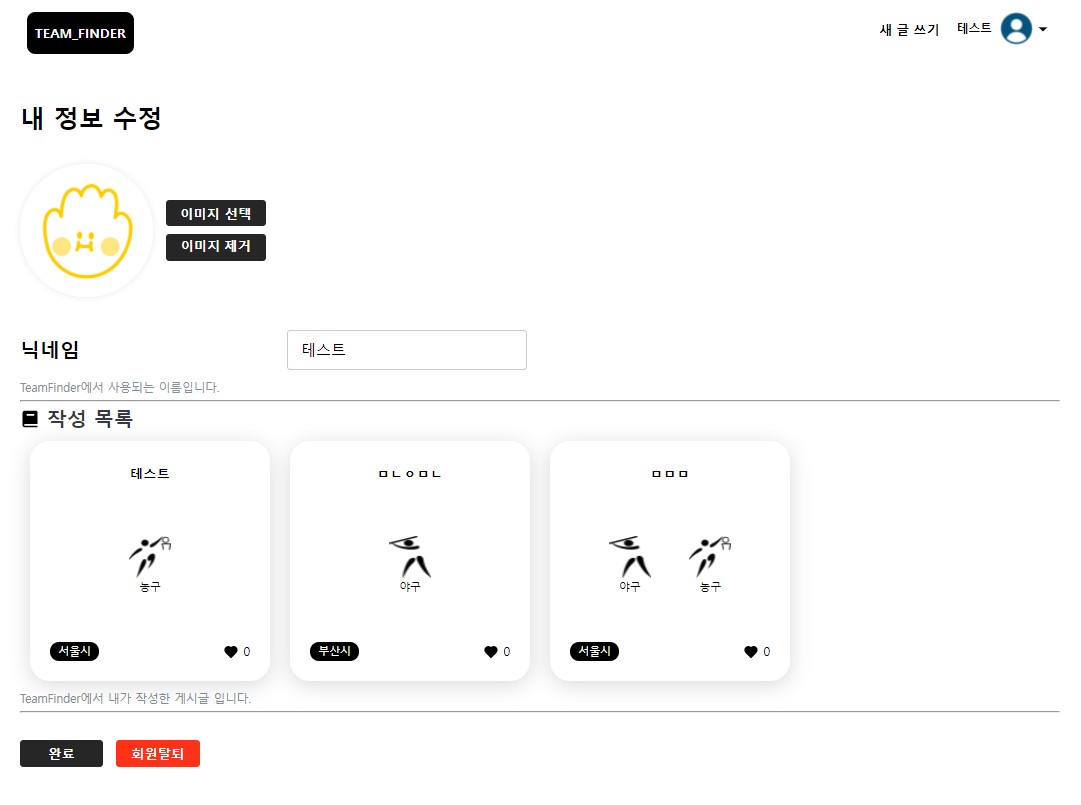 TEAM_FINDER
새 글 쓰기 테스트
내 정보 수정
이미지 선택
이미지 제거
닉네임
테스트
TeamFinder에서 사용되는 이름입니다.
작성 목록
테스트
농구
서울시 0
ㅁㄴㅇㅁㄴ
야구
부산시 0
ㅁㅁㅁ
야구 농구
서울시 0
TeamFinder에서 내가 작성한 게시글 입니다.
완료 회원탈퇴